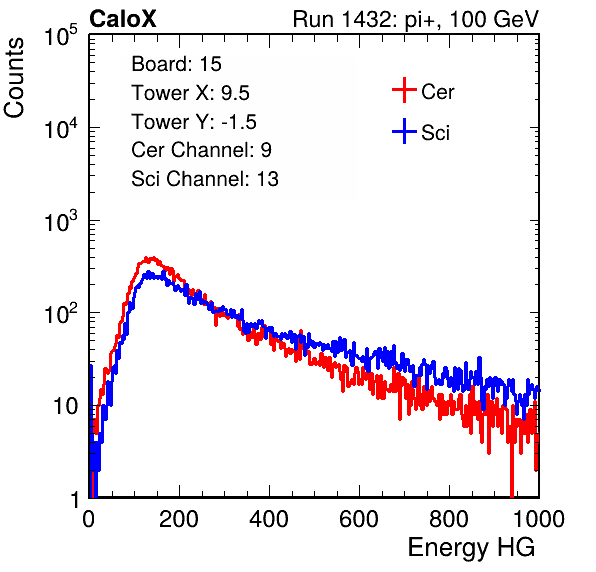 CaloX Run 1432: pi+, 100 GeV
Counts
Board: 15
Tower X: 9.5
Tower Y: -1.5
Cer Channel: 9
Sci Channel: 13
Cer
Sci
10^5
10^4
10^3
10^2
10
1
0 200 400 600 800 1000
Energy HG